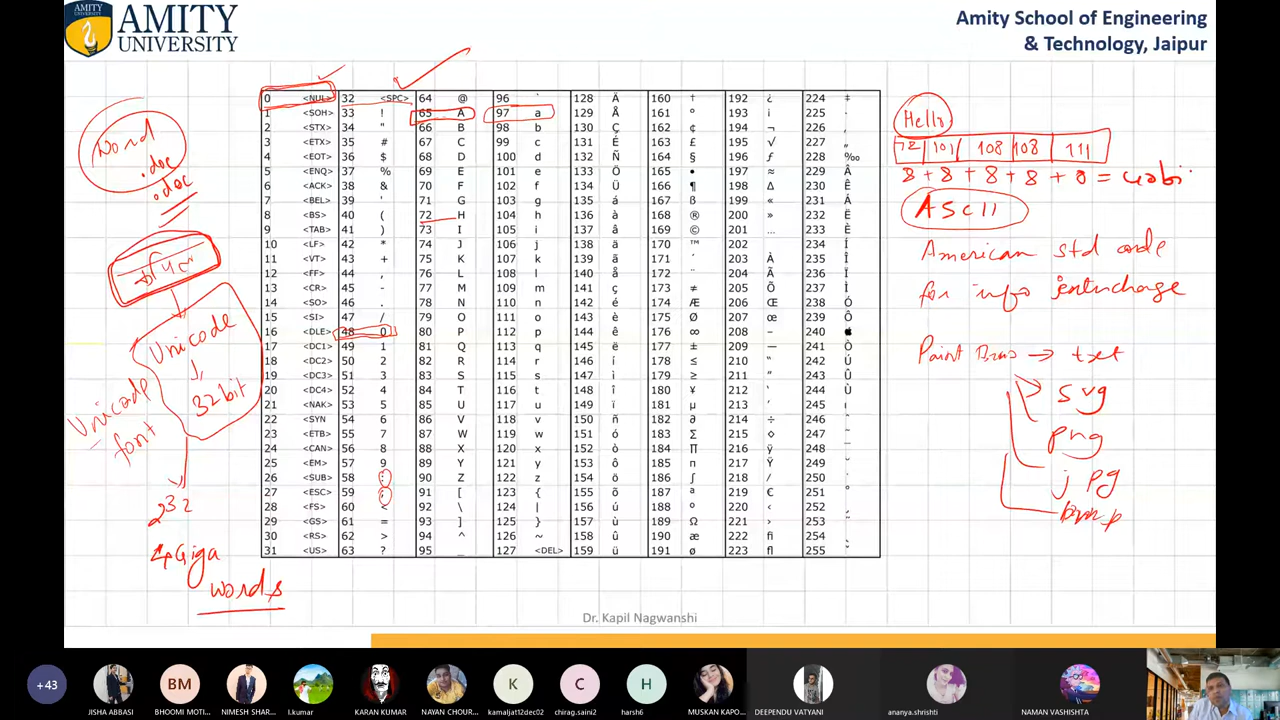 AMITY
UNIVERSITY
Amity School of Engineering
& Technology, Jaipur
0 <NUL> 32 <SPC> 64 @ 96 ` 128 Ä 160 † 192 ¿ 224 ‡
1 <SOH> 33 ! 65 A 97 a 129 Å 161 ° 193 ¡ 225 ·
2 <STX> 34 " 66 B 98 b 130 Ç 162 ¢ 194 ¬ 226 ‚
3 <ETX> 35 # 67 C 99 c 131 É 163 £ 195 √ 227 „
4 <EOT> 36 $ 68 D 100 d 132 Ñ 164 § 196 ƒ 228 ‰
5 <ENQ> 37 % 69 E 101 e 133 Ö 165 • 197 ≈ 229 Â
6 <ACK> 38 & 70 F 102 f 134 Ü 166 ¶ 198 ∆ 230 Ê
7 <BEL> 39 ' 71 G 103 g 135 á 167 ß 199 « 231 Á
8 <BS> 40 ( 72 H 104 h 136 à 168 ® 200 » 232 Ë
9 <TAB> 41 ) 73 I 105 i 137 â 169 © 201 … 233 È
10 <LF> 42 * 74 J 106 j 138 ä 170 ™ 202 234 Í
11 <VT> 43 + 75 K 107 k 139 ã 171 ´ 203 À 235 Î
12 <FF> 44 , 76 L 108 l 140 å 172 ¨ 204 Ã 236 Ï
13 <CR> 45 - 77 M 109 m 141 ç 173 ≠ 205 Õ 237 Ì
14 <SO> 46 . 78 N 110 n 142 é 174 Æ 206 Œ 238 Ó
15 <SI> 47 / 79 O 111 o 143 è 175 Ø 207 œ 239 Ô
16 <DLE> 48 0 80 P 112 p 144 ê 176 ∞ 208 – 240
17 <DC1> 49 1 81 Q 113 q 145 ë 177 ± 209 — 241 Ò
18 <DC2> 50 2 82 R 114 r 146 í 178 ≤ 210 “ 242 Ú
19 <DC3> 51 3 83 S 115 s 147 ì 179 ≥ 211 ” 243 Û
20 <DC4> 52 4 84 T 116 t 148 î 180 ¥ 212 ‘ 244 Ù
21 <NAK> 53 5 85 U 117 u 149 ï 181 µ 213 ’ 245 ı
22 <SYN 54 6 86 V 118 v 150 ñ 182 ∂ 214 ÷ 246 ˆ
23 <ETB> 55 7 87 W 119 w 151 ó 183 ∑ 215 ◊ 247 ˜
24 <CAN> 56 8 88 X 120 x 152 ò 184 ∏ 216 ÿ 248 ¯
25 <EM> 57 9 89 Y 121 y 153 ô 185 π 217 Ÿ 249 ˘
26 <SUB> 58 : 90 Z 122 z 154 ö 186 ∫ 218 / 250 ˙
27 <ESC> 59 ; 91 [ 123 { 155 õ 187 ª 219 € 251 °
28 <FS> 60 < 92 \ 124 | 156 ú 188 º 220 ‹ 252 ¸
29 <GS> 61 = 93 ] 125 } 157 ù 189 Ω 221 › 253 ˝
30 <RS> 62 > 94 ^ 126 ~ 158 û 190 æ 222 ﬁ 254 ˛
31 <US> 63 ? 95 _ 127 <DEL> 159 ü 191 ø 223 ﬂ 255 ˇ
Word
.doc
.doc
Unicode
↓
32 bit
Unicode
font
232
4 Giga
words
Hello
72 101 108 108 111
8 + 8 + 8 + 8 + 8 = 40bi
ASCII
American std code
for info
→ txt
svg
png
jpg
bmp
Dr. Kapil Nagwanshi
+43
BM
K
C
H
JISHA ABBASI
BHOOMI MOTI...
NIMESH SHAR...
l.kumar
KARAN KUMAR
NAYAN CHOUR...
kamaljat12dec02
chirag.saini2
harsh6
MUSKAN KAPO...
DEEPENDU VATYANI
ananya.shrishti
NAMAN VASHISTA